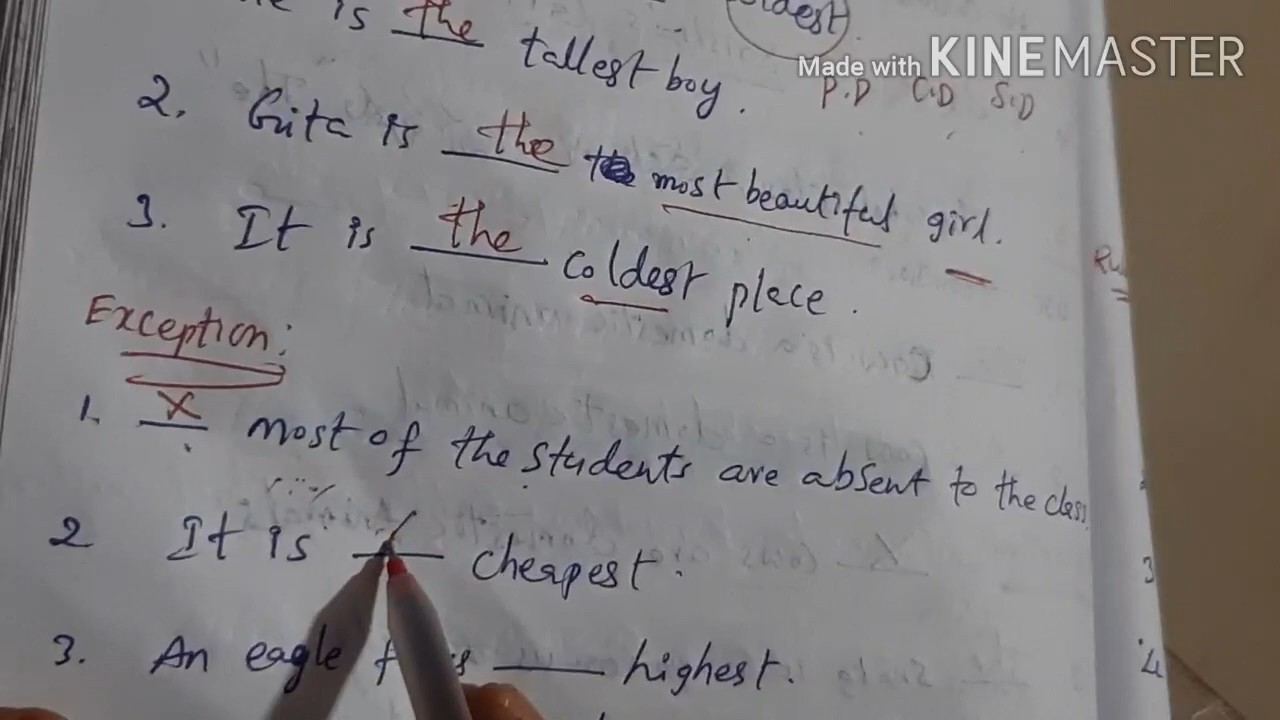 is the tallest boy.
Made with KINEMASTER
P.D C.D S.D
2. Gita is the most beautiful girl.
3. It is the coldest place.
Exception:
1. x most of the students are absent to the class
2 It is cheapest.
3. An eagle highest.
3
4